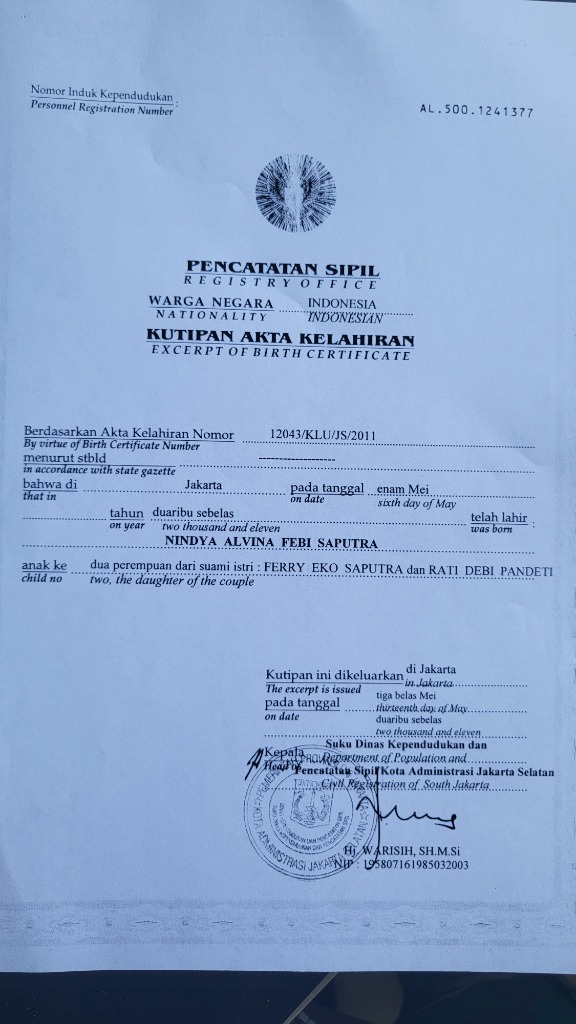 Nomor Induk Kependudukan :
Personnel Registration Number
AL.500.1241377
PENCATATAN SIPIL
REGISTRY OFFICE
WARGA NEGARA INDONESIA
NATIONALITY INDONESIAN
KUTIPAN AKTA KELAHIRAN
EXCERPT OF BIRTH CERTIFICATE
Berdasarkan Akta Kelahiran Nomor 12043/KLU/JS/2011
By virtue of Birth Certificate Number
menurut stbld -------------------
in accordance with state gazette
bahwa di Jakarta pada tanggal enam Mei
that in on date sixth day of May
tahun duaribu sebelas telah lahir :
on year two thousand and eleven was born
NINDYA ALVINA FEBI SAPUTRA
anak ke dua perempuan dari suami istri : FERRY EKO SAPUTRA dan RATI DEBI PANDETI
child no two, the daughter of the couple
Kutipan ini dikeluarkan di Jakarta
The excerpt is issued in Jakarta
pada tanggal tiga belas Mei
on date thirteenth day of May
duaribu sebelas
two thousand and eleven
Kepala Suku Dinas Kependudukan dan
Head of Department of Population and
Pencatatan Sipil Kota Administrasi Jakarta Selatan
Civil Registration of South Jakarta
ADMINISTRASI JAKARTA SELATAN
Hj. WARISIH, SH.M.Si
NIP : 195807161985032003